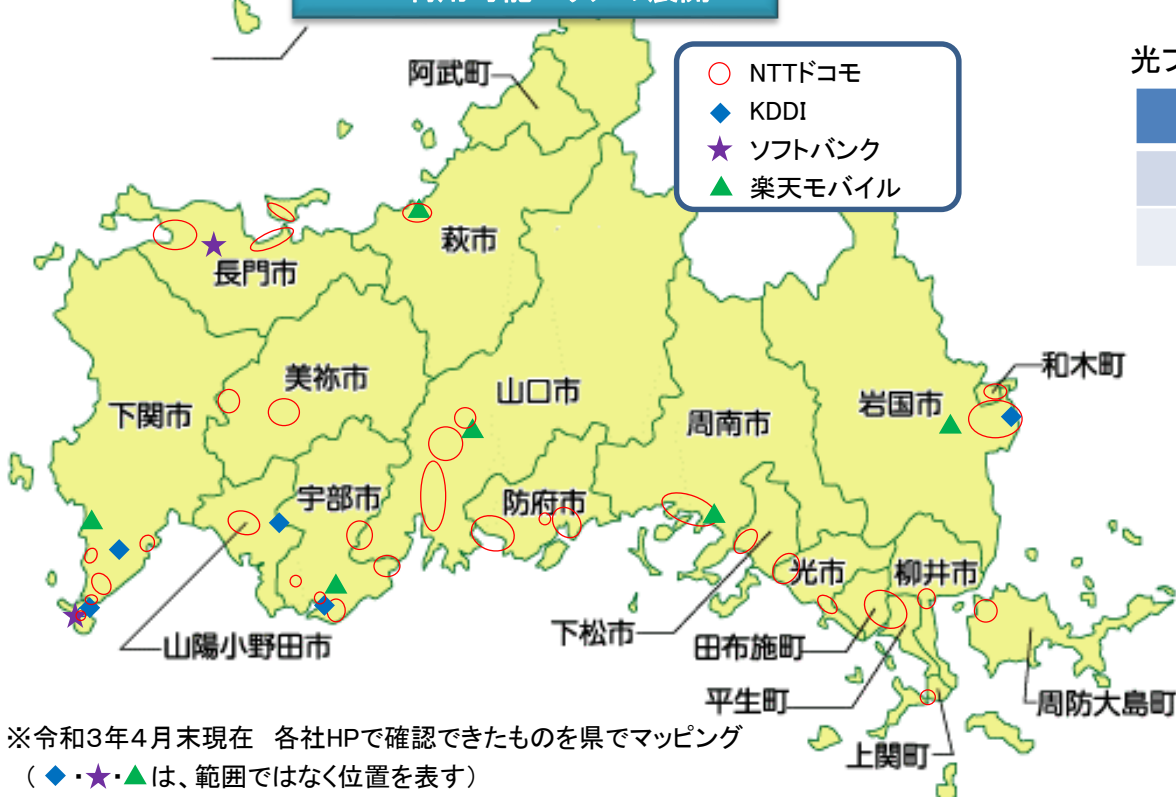 阿武町
NTTドコモ
KDDI
ソフトバンク
楽天モバイル
萩市
長門市
美祢市
山口市
下関市
周南市
岩国市
和木町
宇部市
防府市
光市
柳井市
山陽小野田市
下松市
田布施町
平生町
周防大島町
上関町
※令和3年4月末現在 各社HPで確認できたものを県でマッピング
(◆・★・▲は、範囲ではなく位置を表す)